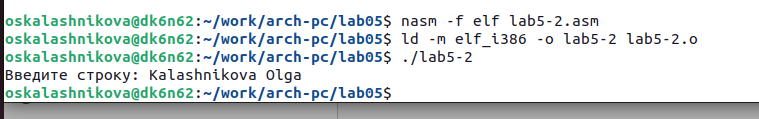 oskalashnikova@dk6n62:~/work/arch-pc/lab05$ nasm -f elf lab5-2.asm
oskalashnikova@dk6n62:~/work/arch-pc/lab05$ ld -m elf_i386 -o lab5-2 lab5-2.o
oskalashnikova@dk6n62:~/work/arch-pc/lab05$ ./lab5-2
Введите строку: Kalashnikova Olga
oskalashnikova@dk6n62:~/work/arch-pc/lab05$